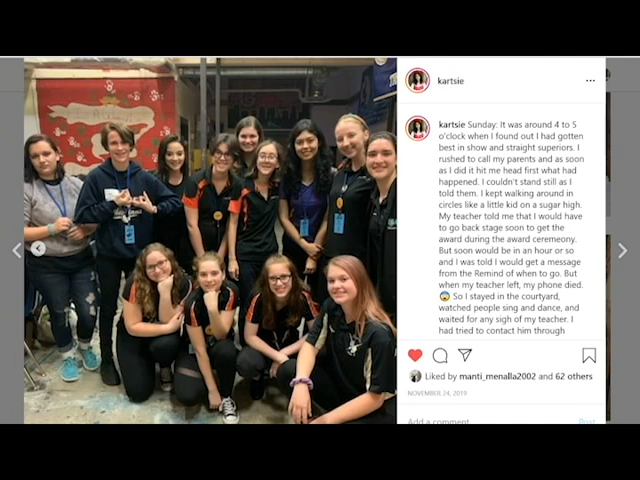 kartsie
kartsie Sunday: It was around 4 to 5
o'clock when I found out I had gotten
best in show and straight superiors. I
rushed to call my parents and as soon
as I did it hit me head first what had
happened. I couldn't stand still as I
told them. I kept walking around in
circles like a little kid on a sugar high.
My teacher told me that I would have
to go back stage soon to get the
award during the award ceremeony.
But soon would be in an hour or so
and I was told I would get a message
from the Remind of when to go. But
when my teacher left, my phone died.
😨 So I stayed in the courtyard,
watched people sing and dance, and
waited for any sigh of my teacher. I
had tried to contact him through
Liked by manti_menalla2002 and 62 others
NOVEMBER 24, 2019
Add a comment... Post